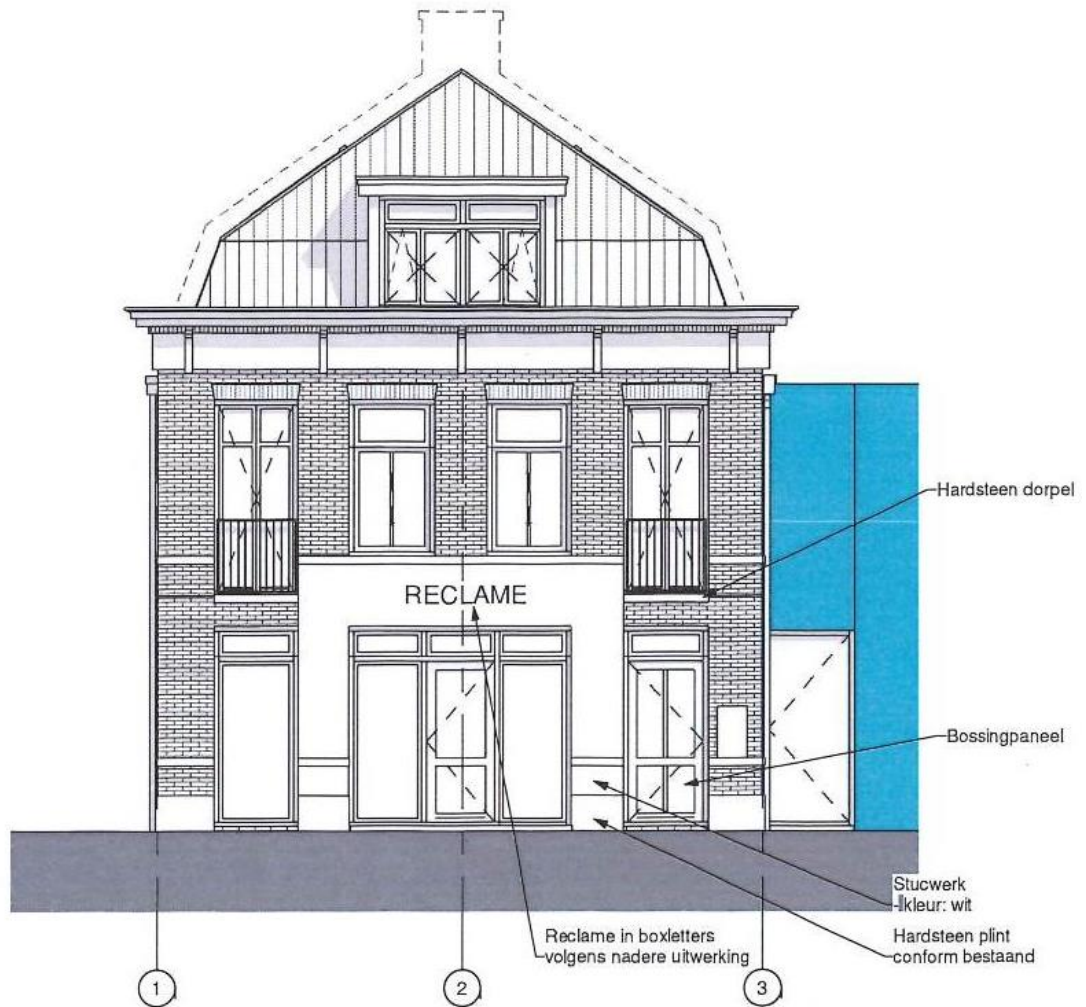 RECLAME
Hardsteen dorpel
Bossingpaneel
Stucwerk
-kleur: wit
Hardsteen plint
conform bestaand
Reclame in boxletters
volgens nadere uitwerking
1
2
3